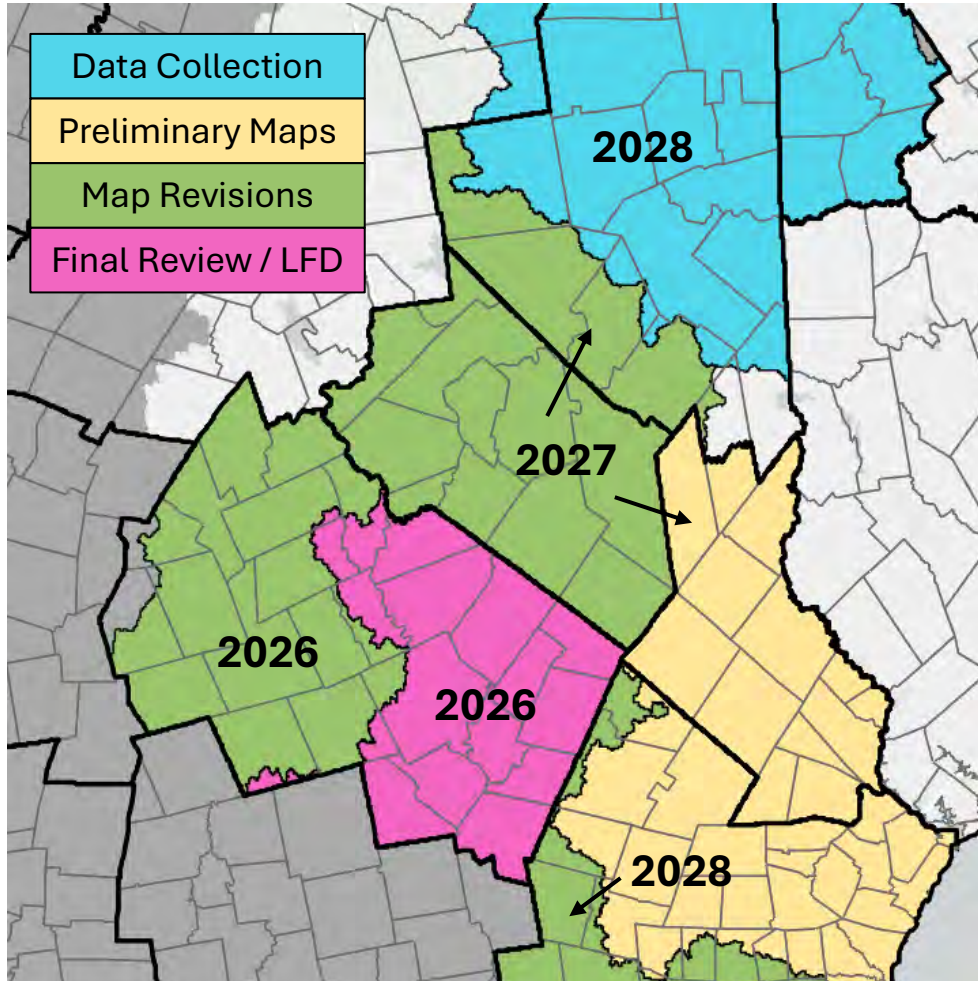 Data Collection
Preliminary Maps
Map Revisions
Final Review / LFD
2028
2027
2026
2026
2028